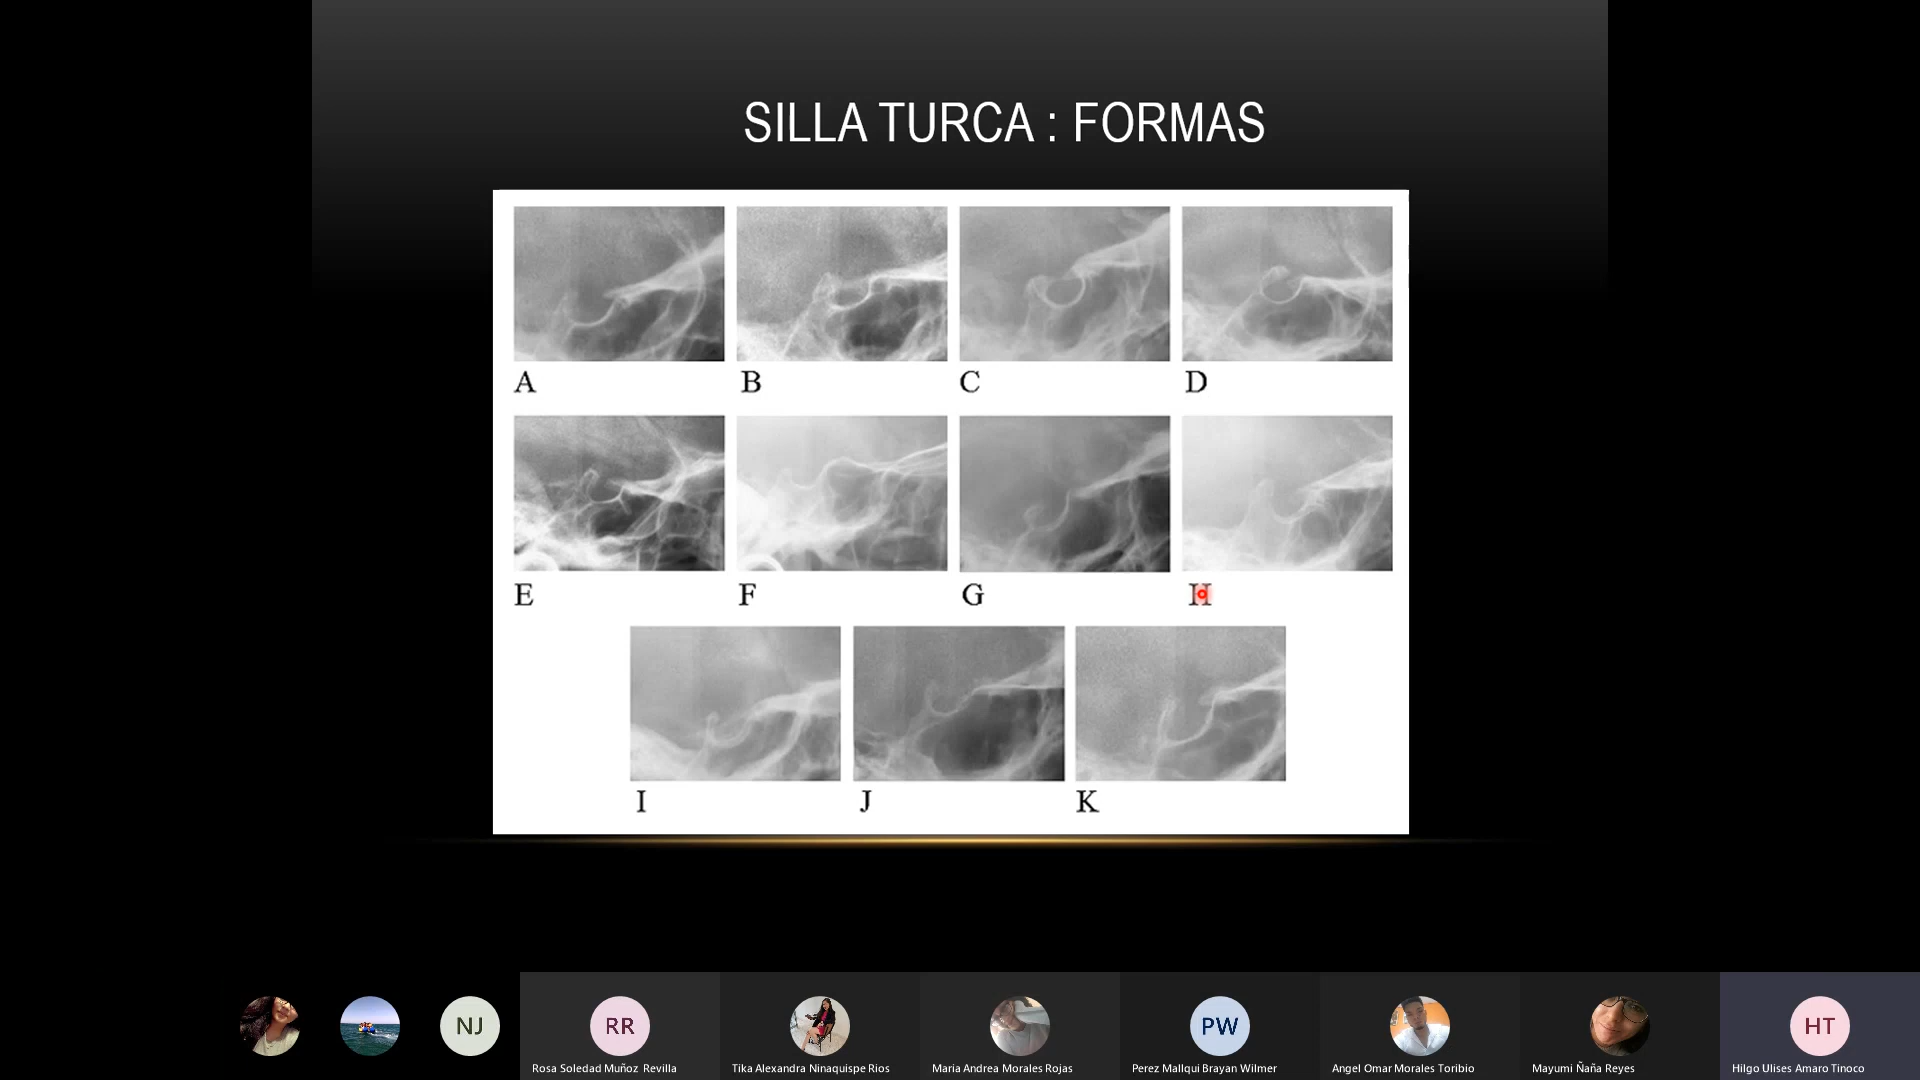 SILLA TURCA : FORMAS
A B C D
E F G H
I J K
NJ RR PW HT
Rosa Soledad Muñoz Revilla
Tika Alexandra Ninaquispe Rios
Maria Andrea Morales Rojas
Perez Mallqui Brayan Wilmer
Angel Omar Morales Toribio
Mayumi Ñaña Reyes
Hilgo Ulises Amaro Tinoco